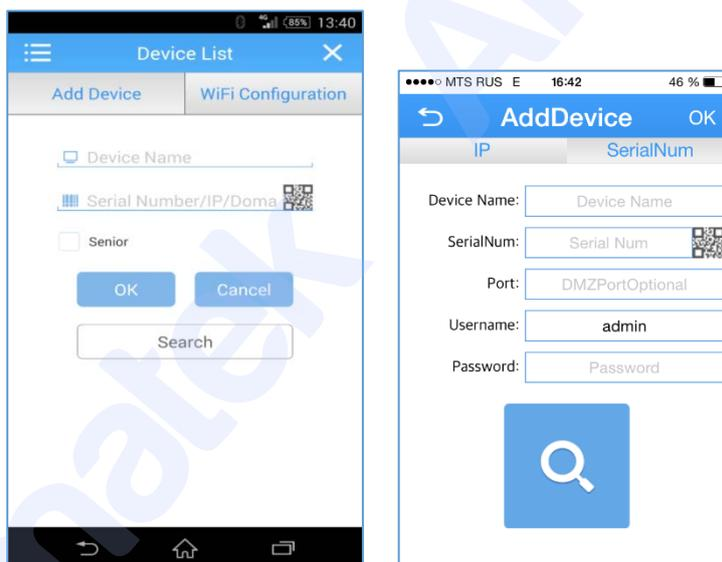 4G 85% 13:40
Device List
Add Device WiFi Configuration
Device Name
Serial Number/IP/Doma
Senior
OK Cancel
Search
MTS RUS E 16:42 46 %
AddDevice OK
IP SerialNum
Device Name: Device Name
SerialNum: Serial Num
Port: DMZPortOptional
Username: admin
Password: Password